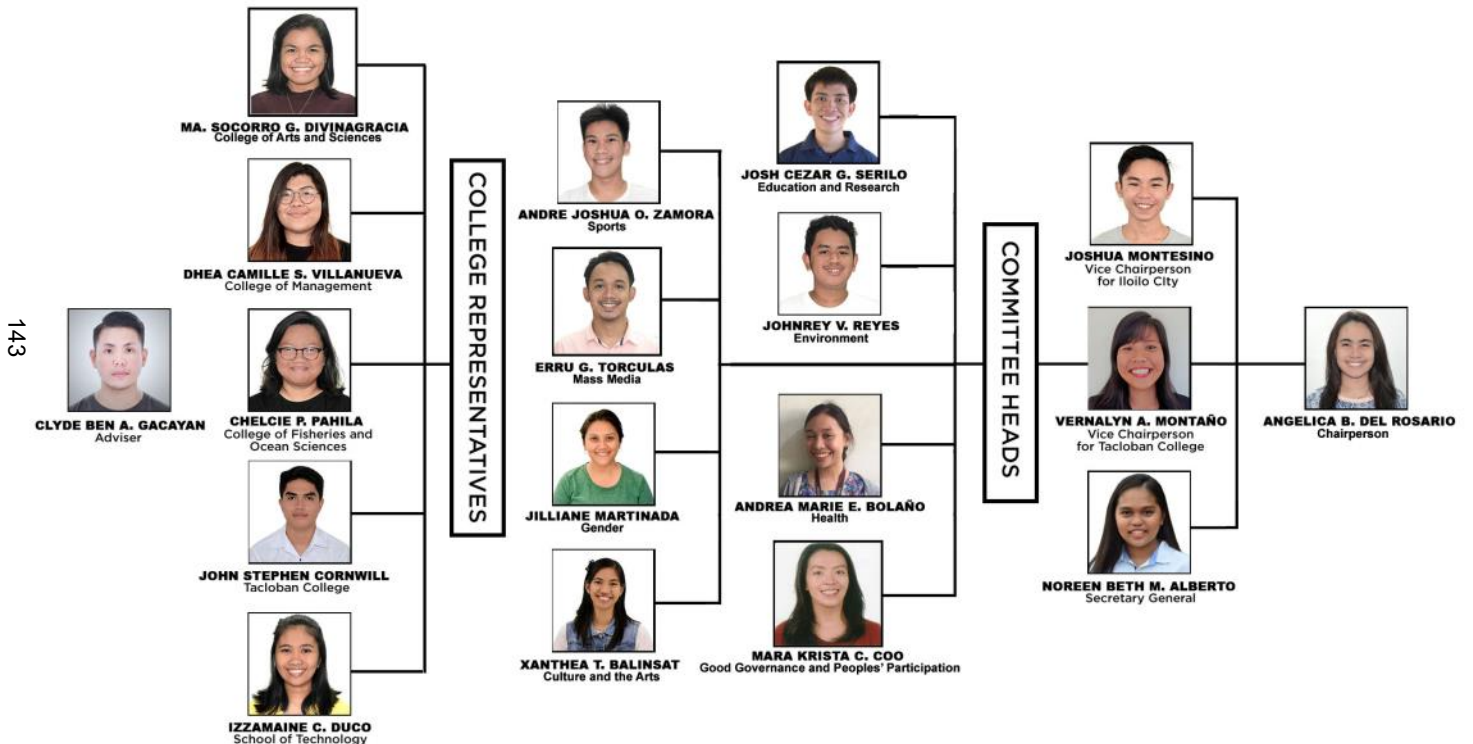 MA. SOCORRO G. DIVINAGRACIA
College of Arts and Sciences
DHEA CAMILLE S. VILLANUEVA
College of Management
143
CLYDE BEN A. GACAYAN
Adviser
CHELCIE P. PAHILA
College of Fisheries and
Ocean Sciences
JOHN STEPHEN CORNWILL
Tacloban College
IZZAMAINE C. DUCO
School of Technology
COLLEGE REPRESENTATIVES
ANDRE JOSHUA O. ZAMORA
Sports
ERRU G. TORCULAS
Mass Media
JILLIANE MARTINADA
Gender
XANTHEA T. BALINSAT
Culture and the Arts
JOSH CEZAR G. SERILO
Education and Research
JOHNREY V. REYES
Environment
ANDREA MARIE E. BOLAÑO
Health
MARA KRISTA C. COO
Good Governance and Peoples' Participation
COMMITTEE HEADS
JOSHUA MONTESINO
Vice Chairperson
for Iloilo CIty
VERNALYN A. MONTAÑO
Vice Chairperson
for Tacloban College
NOREEN BETH M. ALBERTO
Secretary General
ANGELICA B. DEL ROSARIO
Chairperson